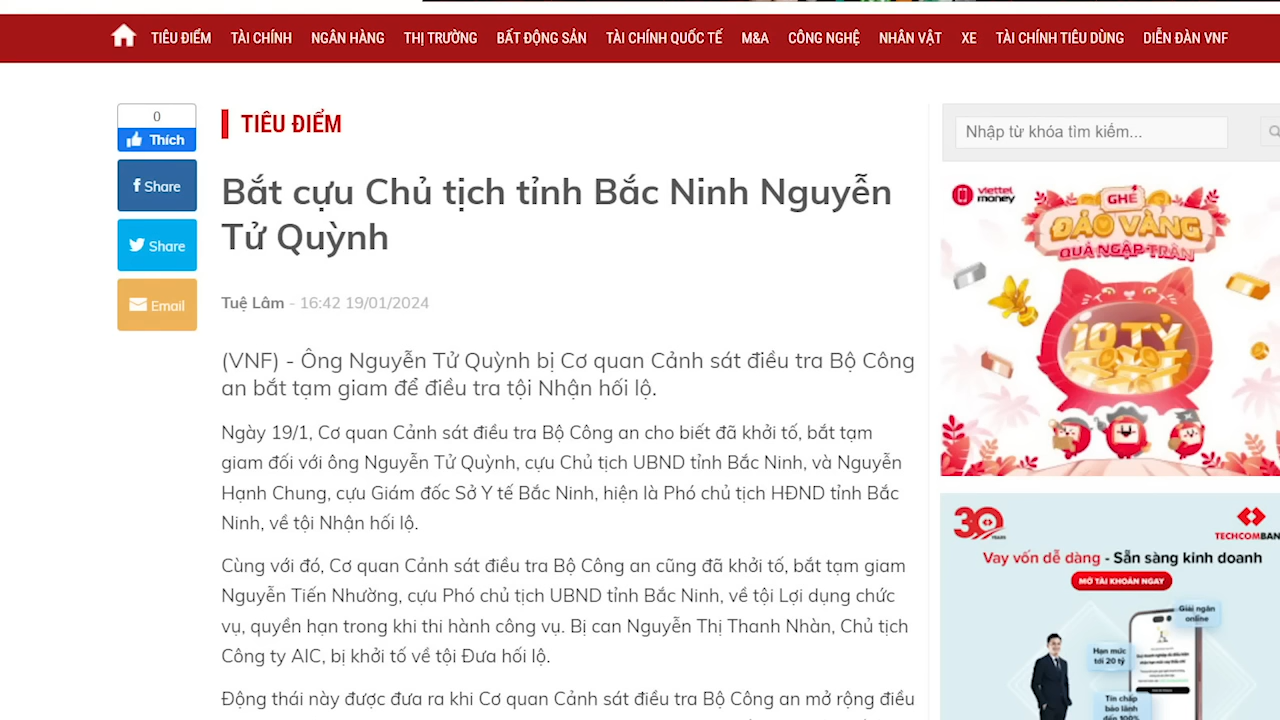 TIÊU ĐIỂM TÀI CHÍNH NGÂN HÀNG THỊ TRƯỜNG BẤT ĐỘNG SẢN TÀI CHÍNH QUỐC TẾ M&A CÔNG NGHỆ NHÂN VẬT XE TÀI CHÍNH TIÊU DÙNG DIỄN ĐÀN VNF
0
Thích
Share
Share
Email
TIÊU ĐIỂM
Bắt cựu Chủ tịch tỉnh Bắc Ninh Nguyễn
Tử Quỳnh
Tuệ Lâm - 16:42 19/01/2024
(VNF) - Ông Nguyễn Tử Quỳnh bị Cơ quan Cảnh sát điều tra Bộ Công
an bắt tạm giam để điều tra tội Nhận hối lộ.
Ngày 19/1, Cơ quan Cảnh sát điều tra Bộ Công an cho biết đã khởi tố, bắt tạm
giam đối với ông Nguyễn Tử Quỳnh, cựu Chủ tịch UBND tỉnh Bắc Ninh, và Nguyễn
Hạnh Chung, cựu Giám đốc Sở Y tế Bắc Ninh, hiện là Phó chủ tịch HĐND tỉnh Bắc
Ninh, về tội Nhận hối lộ.
Cùng với đó, Cơ quan Cảnh sát điều tra Bộ Công an cũng đã khởi tố, bắt tạm giam
Nguyễn Tiến Nhường, cựu Phó chủ tịch UBND tỉnh Bắc Ninh, về tội Lợi dụng chức
vụ, quyền hạn trong khi thi hành công vụ. Bị can Nguyễn Thị Thanh Nhàn, Chủ tịch
Công ty AIC, bị khởi tố về tội Đưa hối lộ.
Động thái này được đưa ra khi Cơ quan Cảnh sát điều tra Bộ Công an mở rộng điều
Nhập từ khóa tìm kiếm...
viettel
money
GHÉ
ĐẢO VÀNG
QUÀ NGẬP TRÀN
10 TỶ
30
YEARS
TECHCOMBAN
Vay vốn dễ dàng - Sẵn sàng kinh doanh
MỞ TÀI KHOẢN NGAY
Giải ngân
online
Hạn mức
tới 20 tỷ
Tín chấp
bảo lãnh
đến 100%